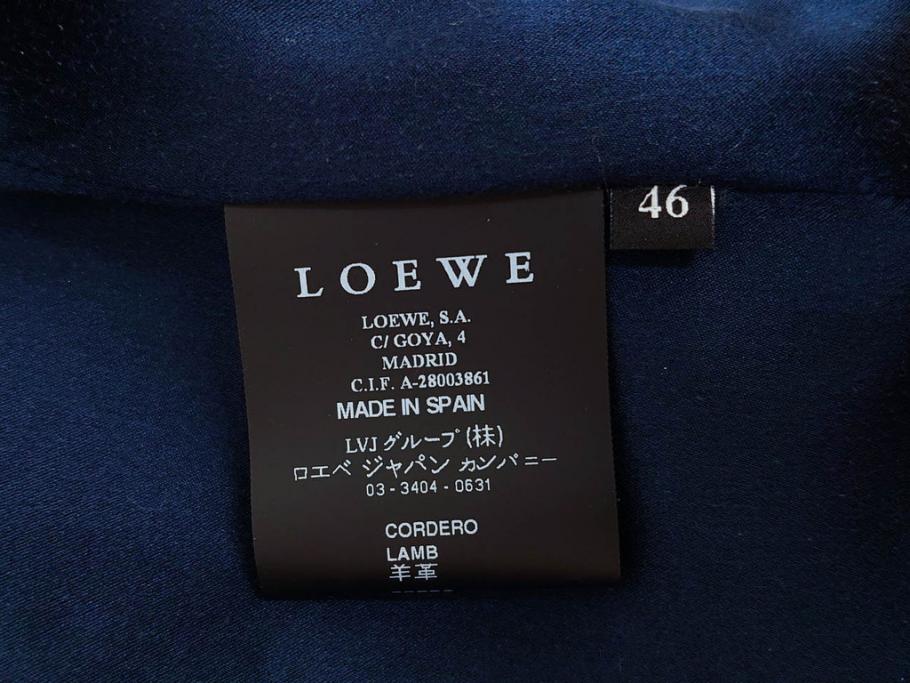 46
LOEWE
LOEWE, S.A.
C/ GOYA, 4
MADRID
C.I.F. A-28003861
MADE IN SPAIN
LVJ グループ (株)
ロエベ ジャパン カンパニー
03-3404-0631
CORDERO
LAMB
羊革